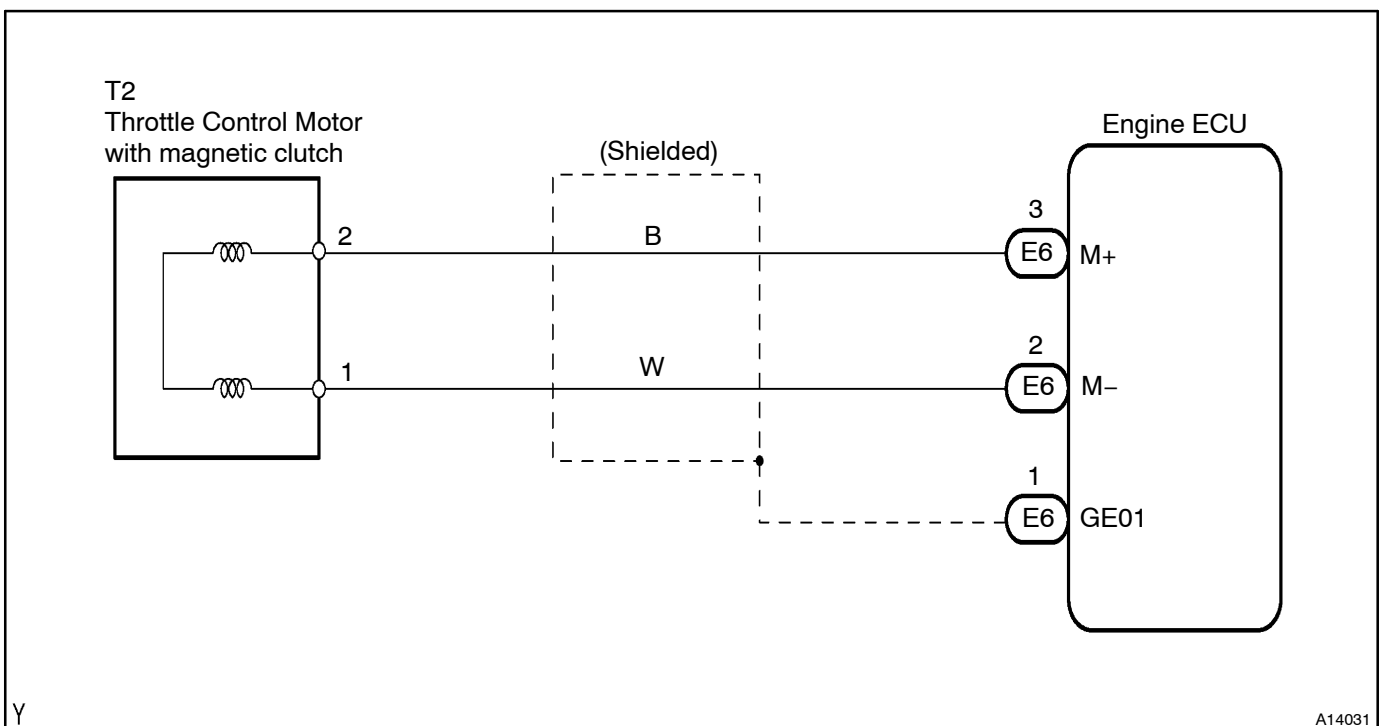 T2
Throttle Control Motor
with magnetic clutch
(Shielded)
Engine ECU
2
B
3
E6
M+
1
W
2
E6
M−
1
E6
GE01
Y
A14031